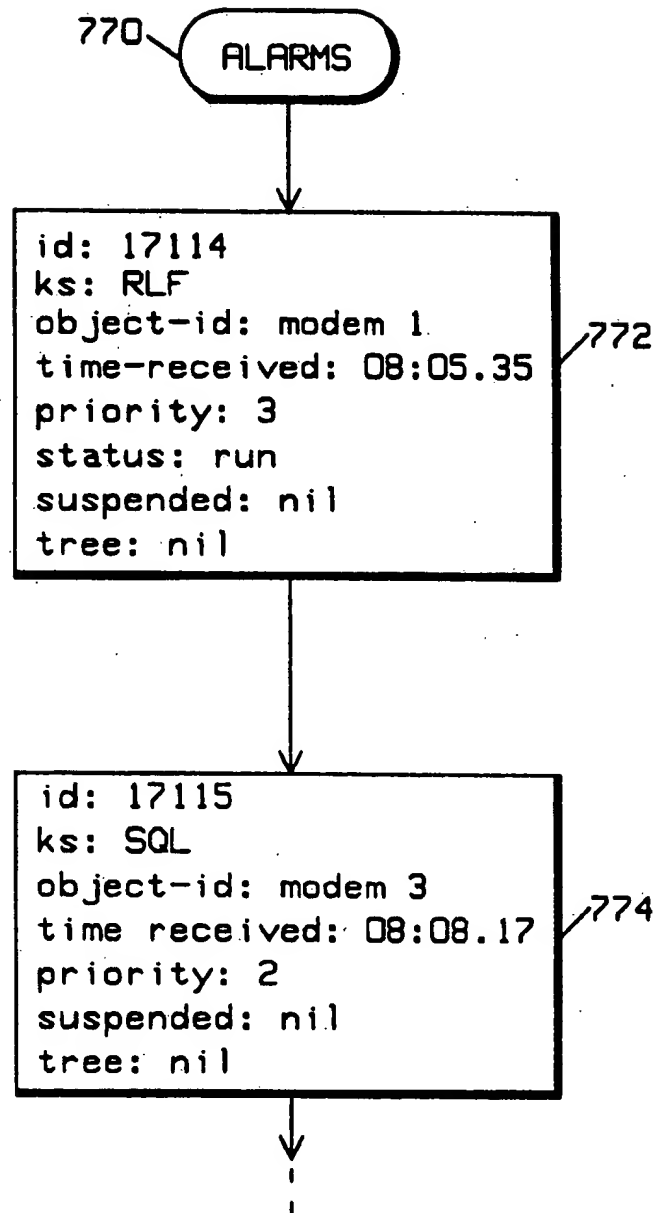 770
ALARMS
id: 17114
ks: RLF
object-id: modem 1
time-received: 08:05.35
priority: 3
status: run
suspended: nil
tree: nil
772
id: 17115
ks: SQL
object-id: modem 3
time received: 08:08.17
priority: 2
suspended: nil
tree: nil
774